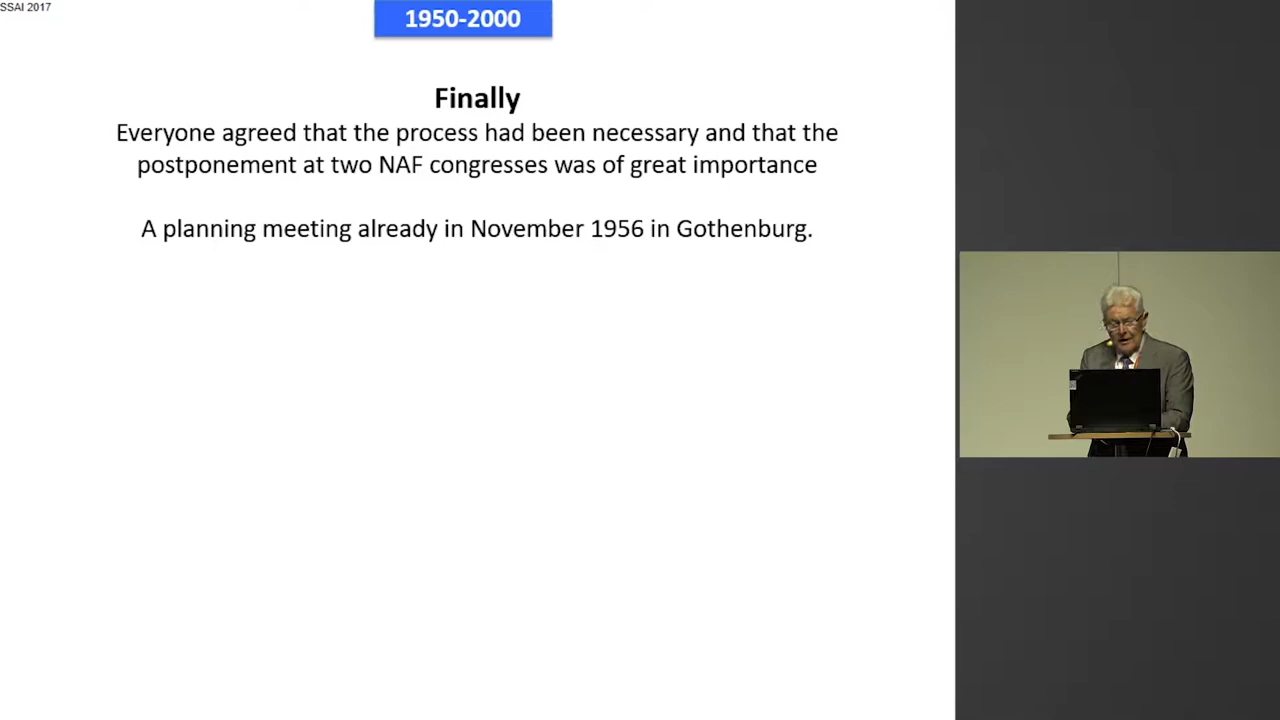 SSAI 2017
1950-2000
Finally
Everyone agreed that the process had been necessary and that the
postponement at two NAF congresses was of great importance
A planning meeting already in November 1956 in Gothenburg.